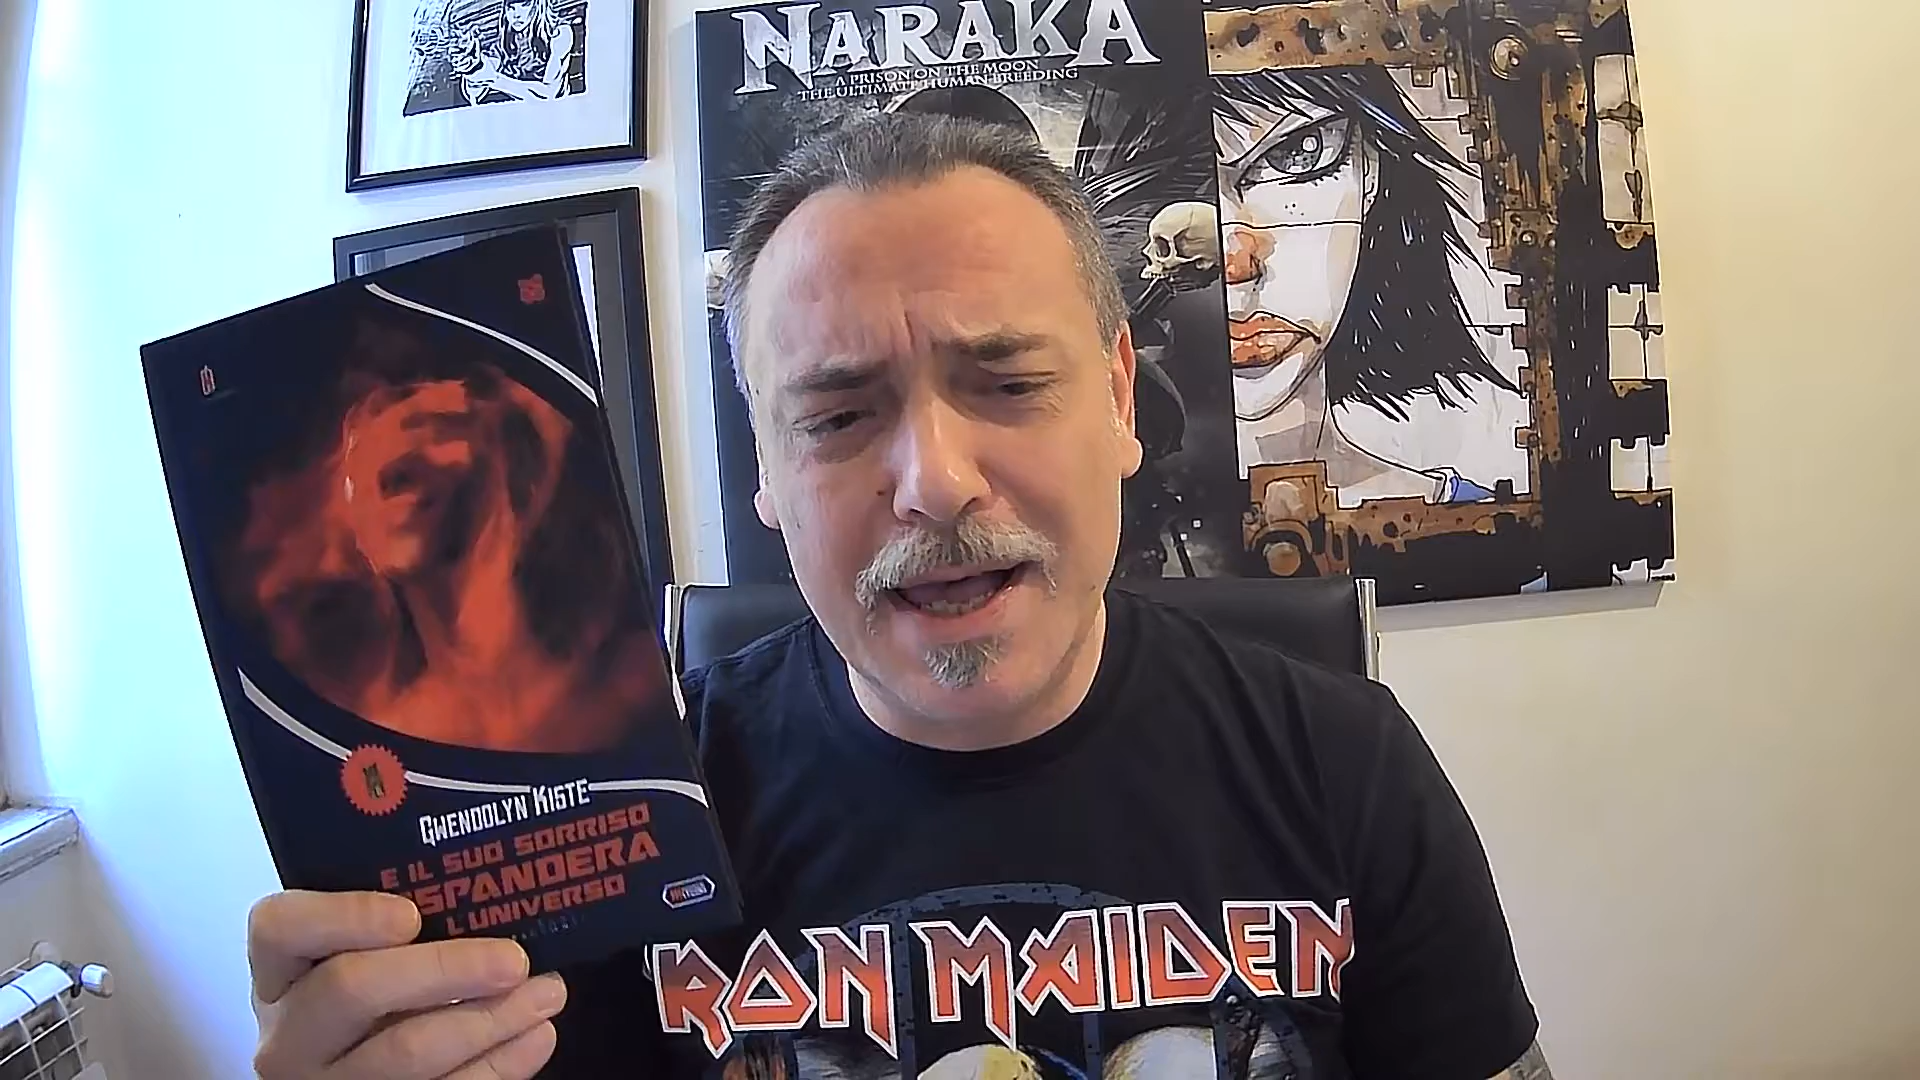 NARAKA
A PRISON ON THE MOON
THE ULTIMATE HUMAN BREEDING
GWENDOLYN KISTE
E IL SUO SORRISO
ESPANDERÀ
L'UNIVERSO
IRON MAIDEN